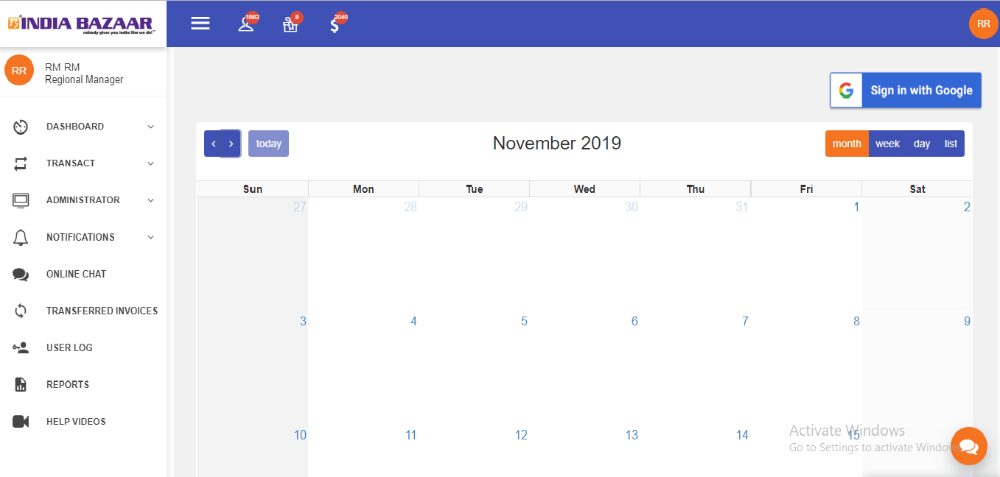 INDIA BAZAAR
nobody gives you india like we do!
1862
8
2040
RR
RR
RM RM
Regional Manager
DASHBOARD
TRANSACT
ADMINISTRATOR
NOTIFICATIONS
ONLINE CHAT
TRANSFERRED INVOICES
USER LOG
REPORTS
HELP VIDEOS
G Sign in with Google
today
November 2019
month week day list
Sun Mon Tue Wed Thu Fri Sat
27 28 29 30 31 1 2
3 4 5 6 7 8 9
10 11 12 13 14 15
Activate Windows
Go to Settings to activate Windows